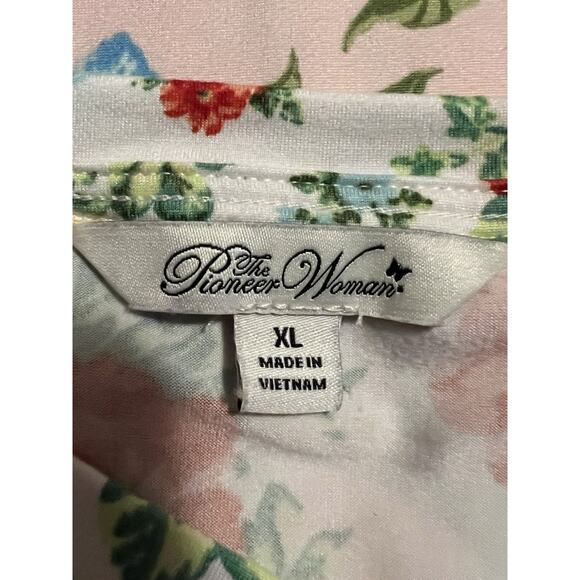 The
Pioneer Woman
XL
MADE IN
VIETNAM